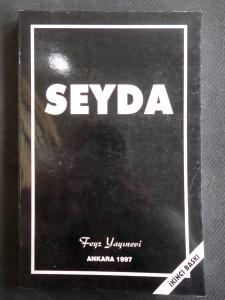 SEYDA
Feyz Yayınevi
ANKARA 1997
İKİNCİ BASKI